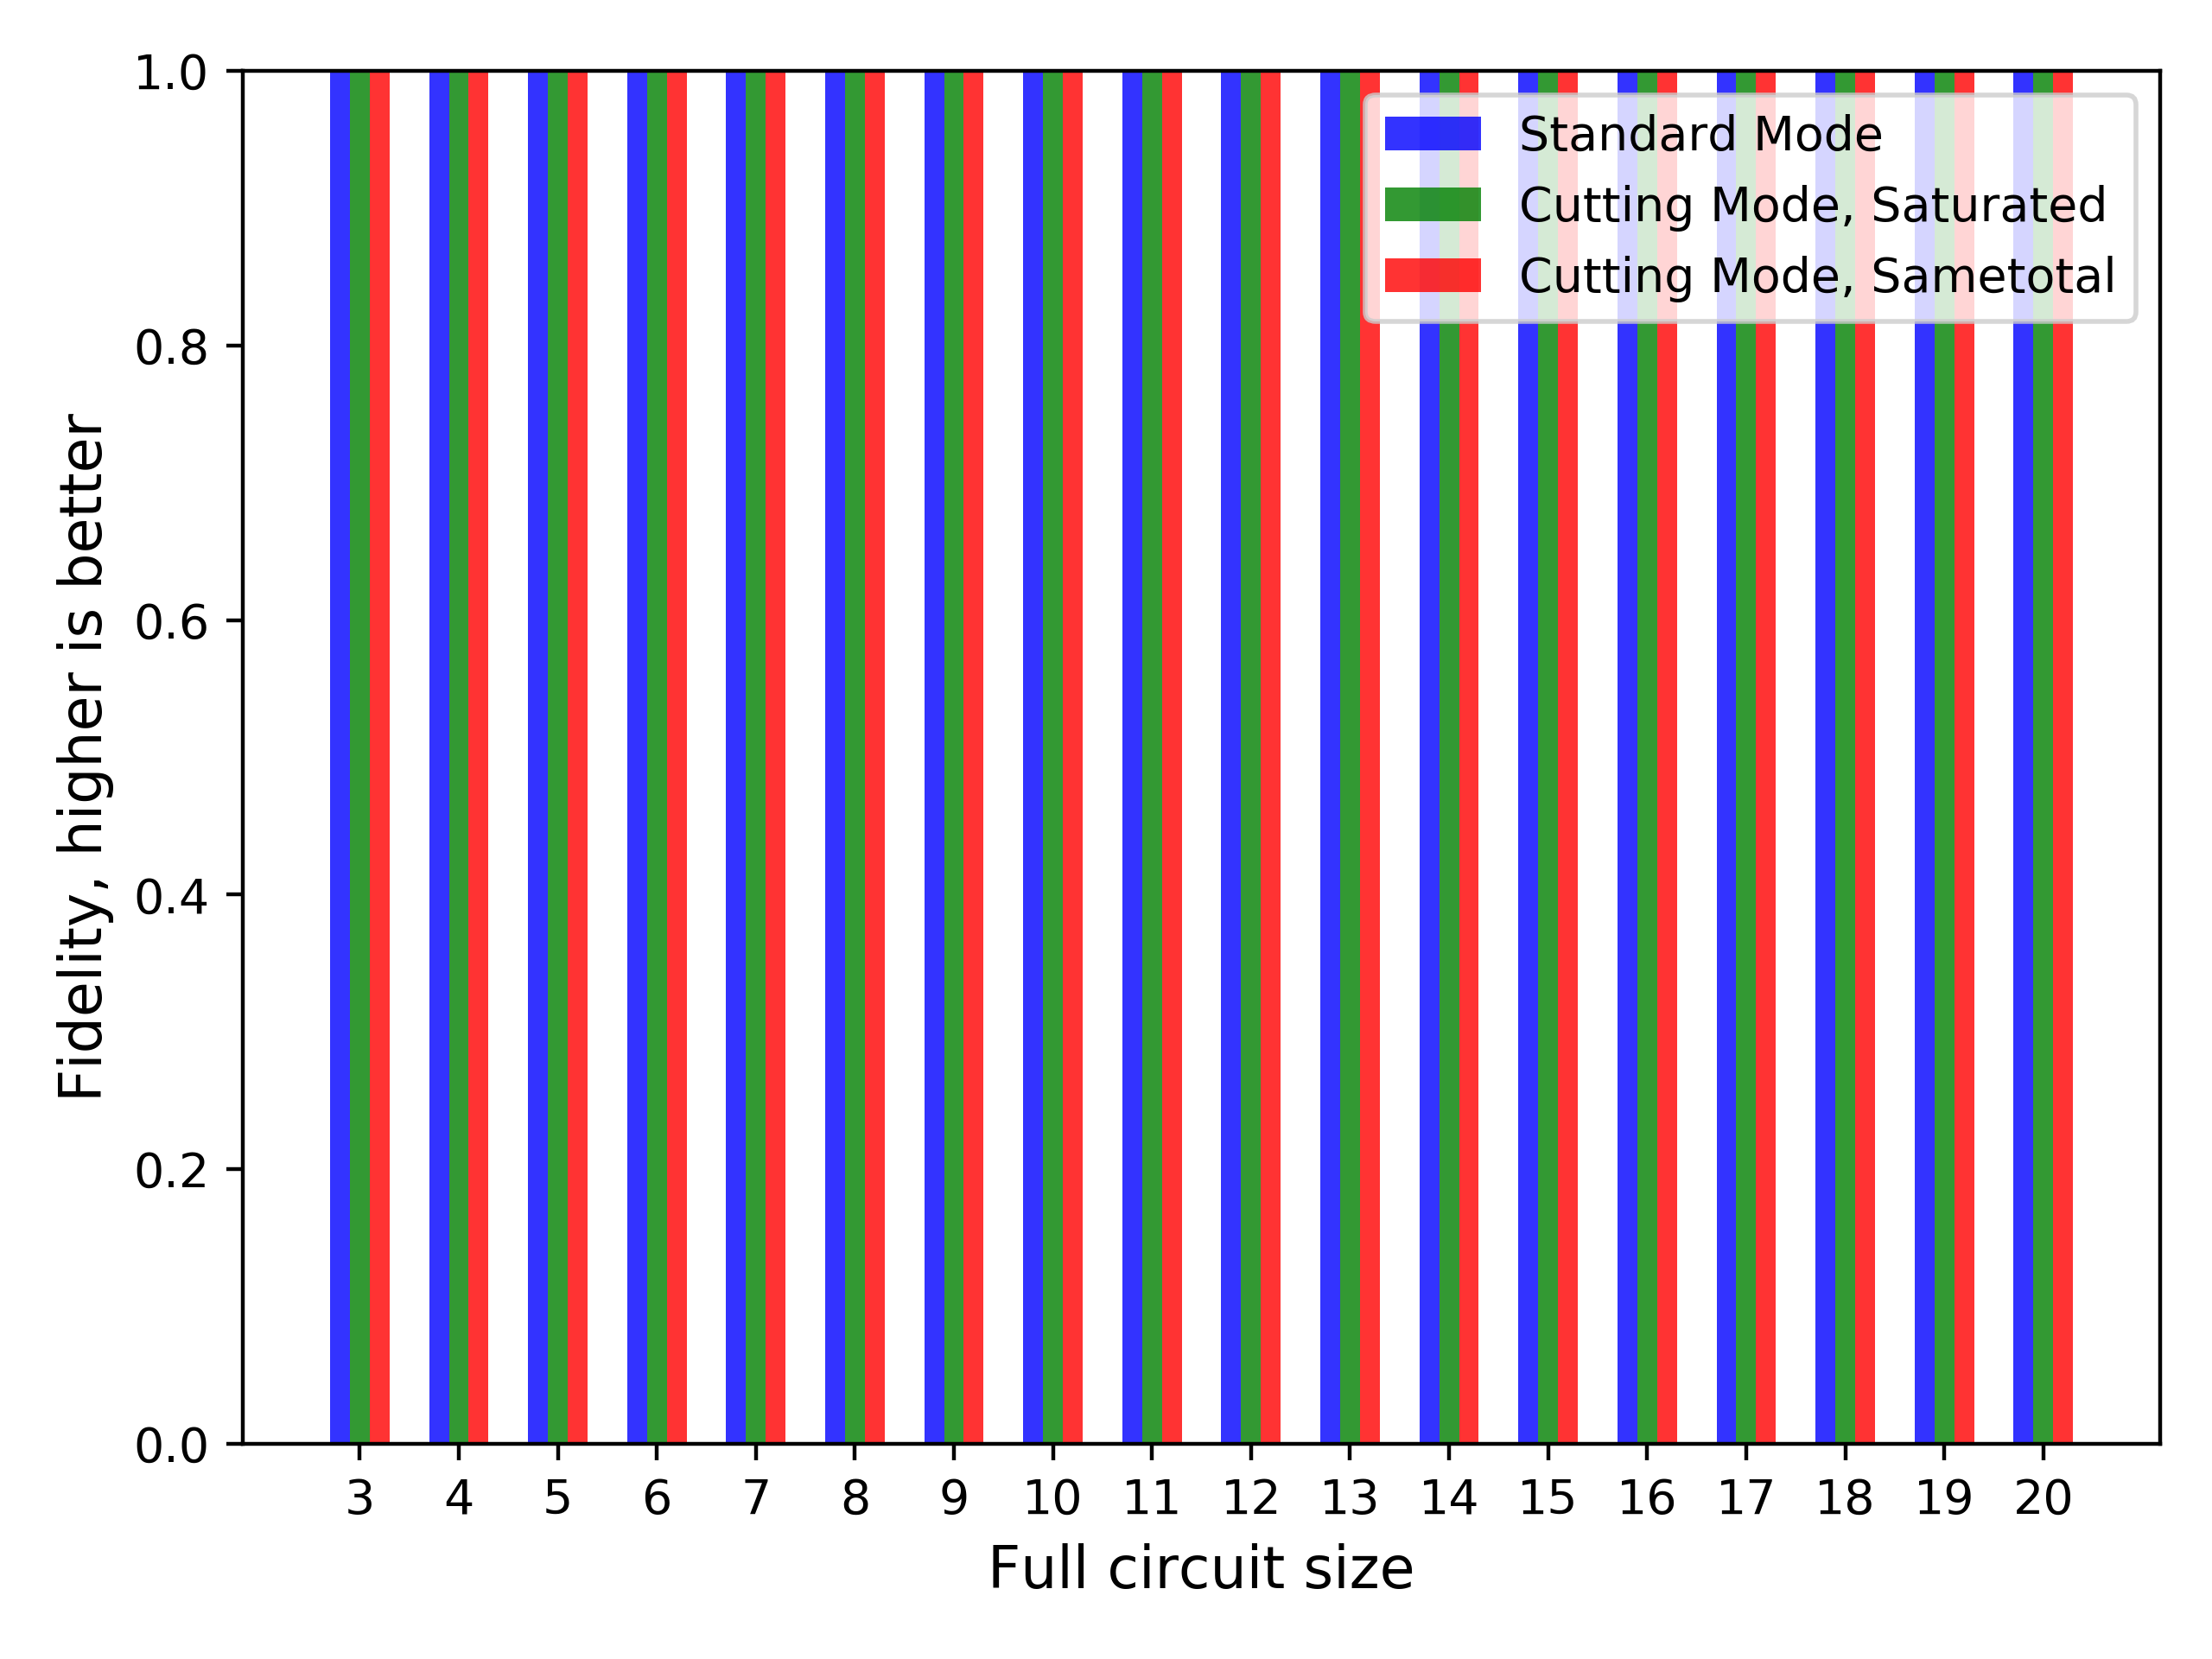 Fidelity, higher is better
1.0
0.8
0.6
0.4
0.2
0.0
Standard Mode
Cutting Mode, Saturated
Cutting Mode, Sametotal
3 4 5 6 7 8 9 10 11 12 13 14 15 16 17 18 19 20
Full circuit size